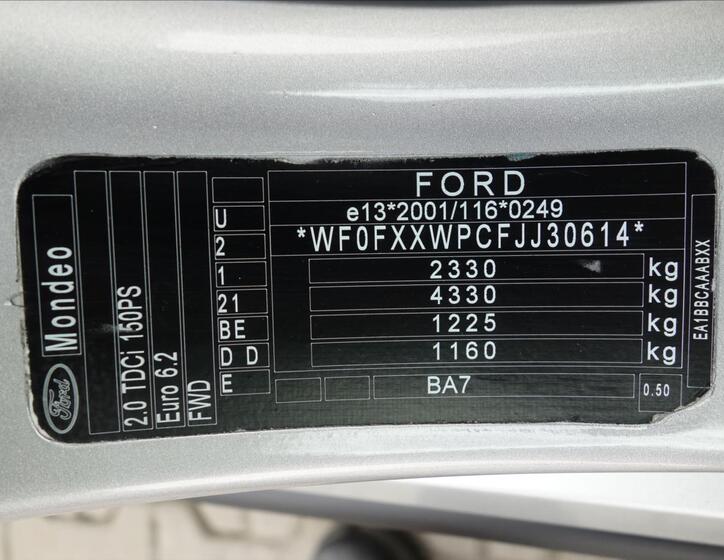 Ford
Mondeo
2.0 TDCi 150PS
Euro 6.2
FWD
U
2
1
21
BE
D D
E
FORD
e13*2001/116*0249
*WF0FXXWPCFJJ30614*
2330 kg
4330 kg
1225 kg
1160 kg
BA7
0.50
EA1BBCAAABXX